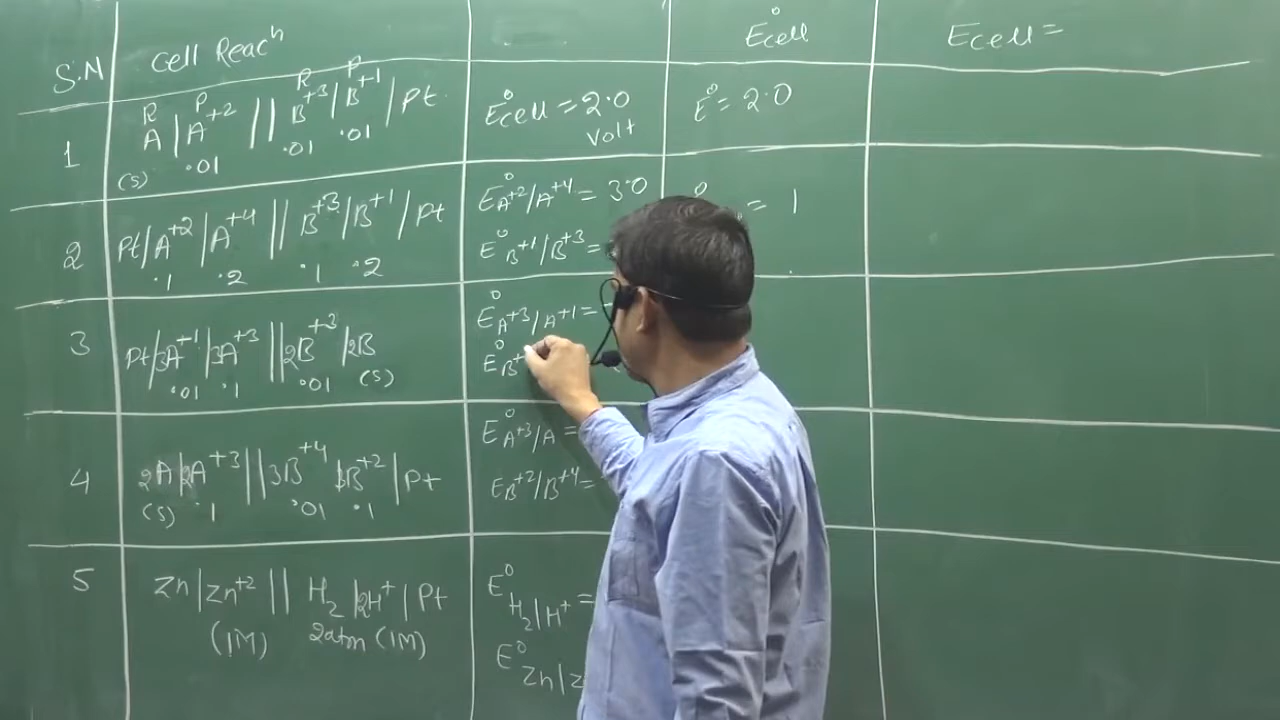 S.N Cell Reacn E°cell Ecell =
1 R P R P
A | A+2 || B+3 / B+1 / Pt E°cell = 2.0 E° = 2.0
(s) .01 .01 .01 volt
2 Pt / A+2 / A+4 || B+3 / B+1 / Pt E°A+2/A+4 = 3.0 ° = 1
.1 .2 .1 .2 E°B+1/B+3 =
3 Pt / 3A+1 / 3A+3 || 2B+3 / 2B E°A+3/A+1 =
.01 .1 .01 (s) E°B+
4 2A | 2A+3 || 3B+4 3B+2 | Pt E°A+3/A =
(s) .1 .01 .1 EB+2/B+4 =
5 Zn | Zn+2 || H2 | 2H+ | Pt E°H2/H+ =
(1M) 2atm (1M) E°Zn/Z